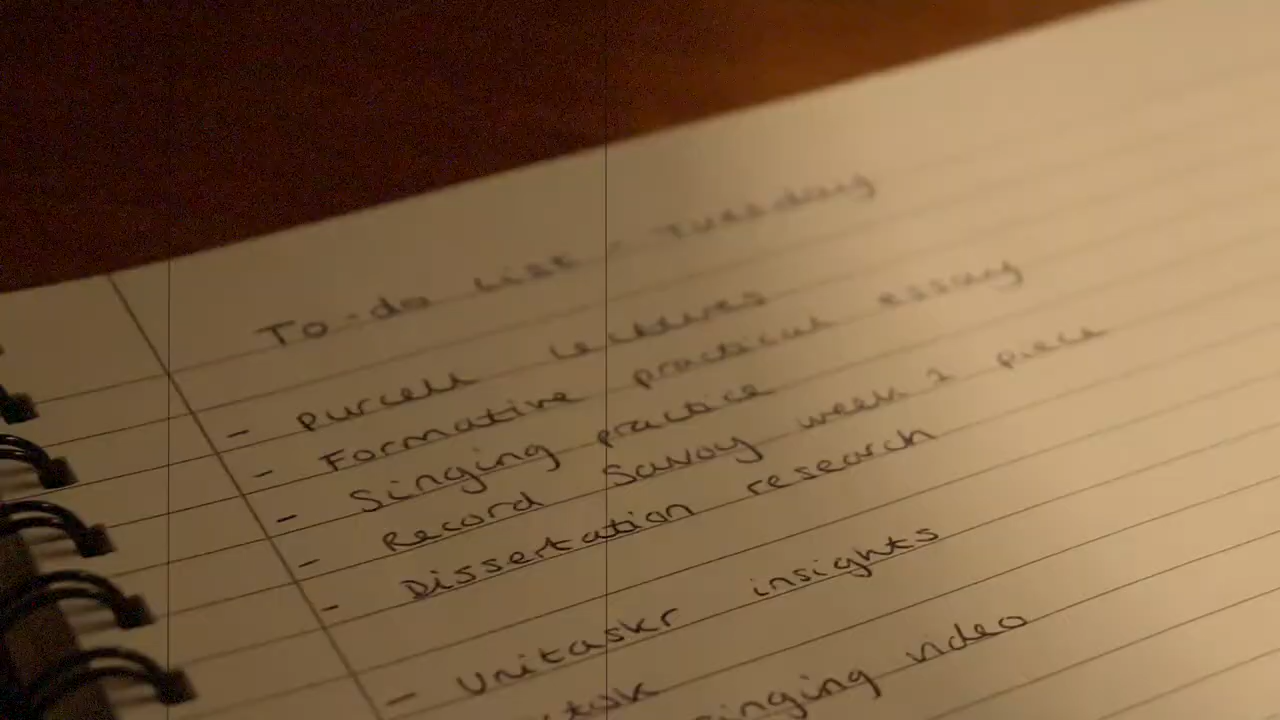 To-do List - Tuesday
- Purcell lectures
- Formative practical essay
- Singing practice
- Record Savoy week 2 piece
- Dissertation research
- Unitaskr insights
singing video